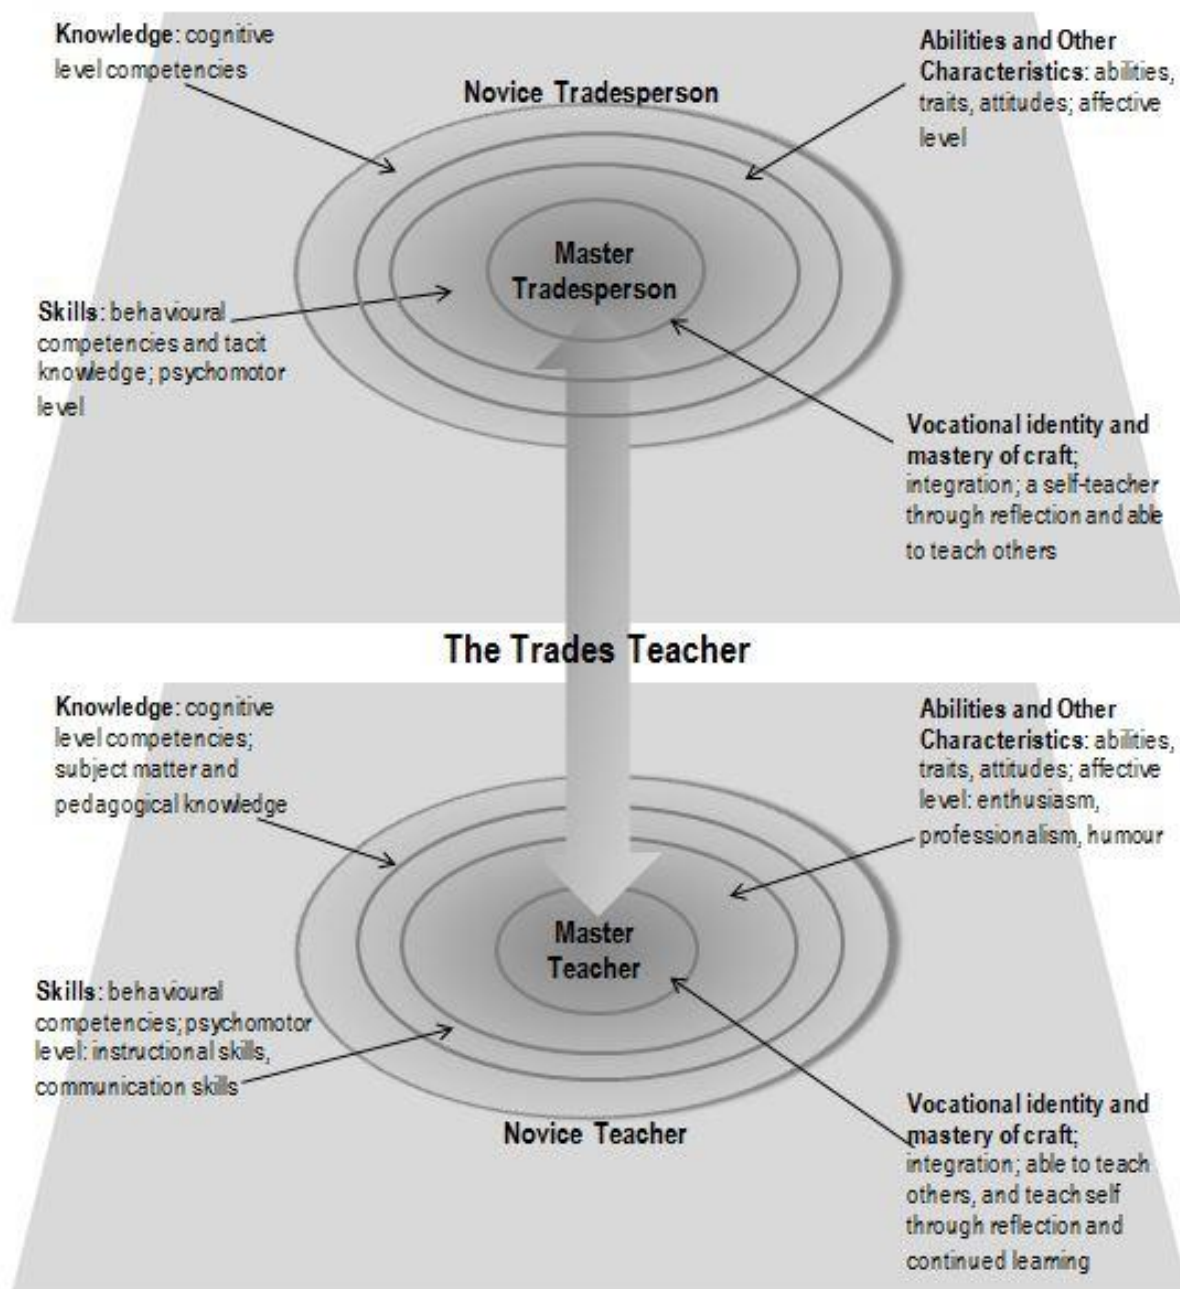 Knowledge: cognitive
level competencies
Abilities and Other
Characteristics: abilities,
traits, attitudes; affective
level
Novice Tradesperson
Master
Tradesperson
Skills: behavioural
competencies and tacit
knowledge; psychomotor
level
Vocational identity and
mastery of craft;
integration; a self-teacher
through reflection and able
to teach others
The Trades Teacher
Knowledge: cognitive
level competencies;
subject matter and
pedagogical knowledge
Abilities and Other
Characteristics: abilities,
traits, attitudes; affective
level: enthusiasm,
professionalism, humour
Master
Teacher
Skills: behavioural
competencies; psychomotor
level: instructional skills,
communication skills
Novice Teacher
Vocational identity and
mastery of craft;
integration; able to teach
others, and teach self
through reflection and
continued learning